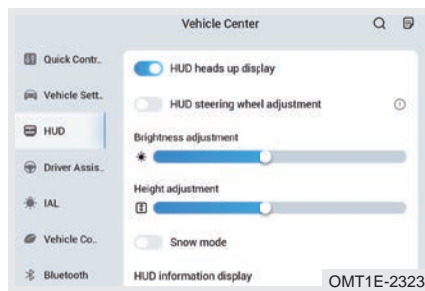 Vehicle Center
Quick Contr..
HUD heads up display
Vehicle Sett..
HUD steering wheel adjustment
HUD
Brightness adjustment
Driver Assis..
Height adjustment
IAL
Vehicle Co..
Snow mode
Bluetooth
HUD information display
OMT1E-2323